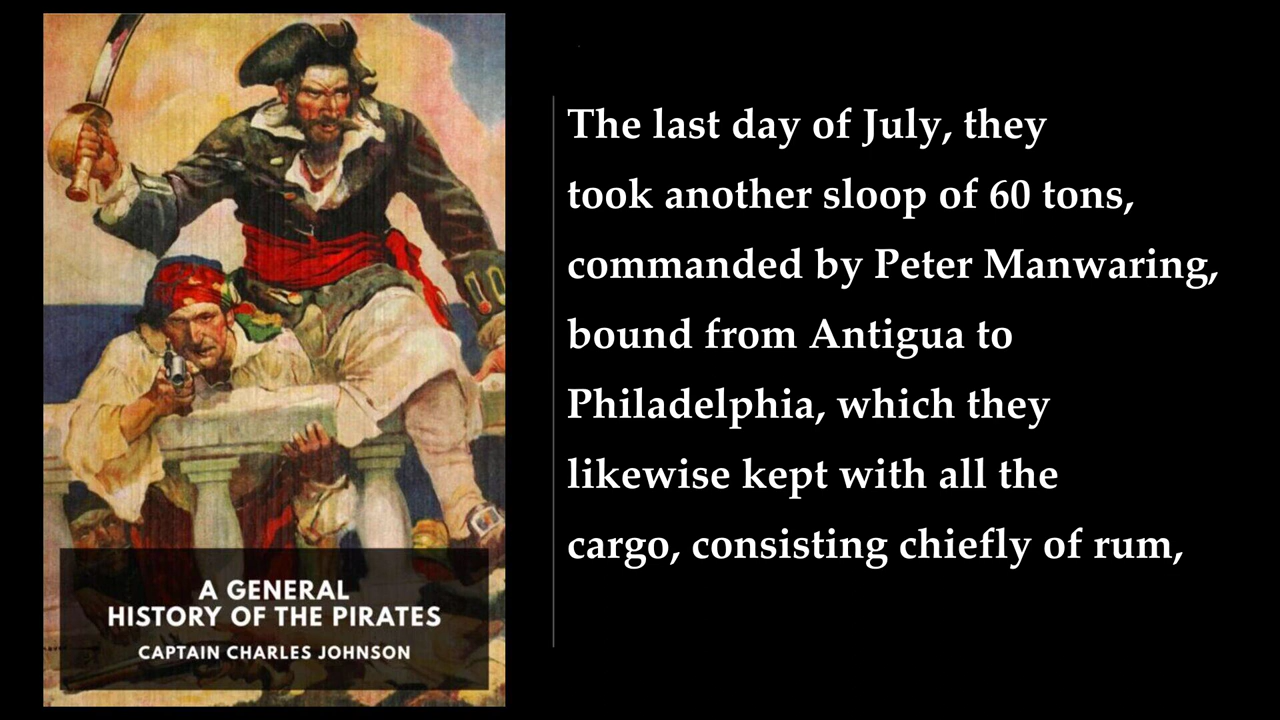 The last day of July, they
took another sloop of 60 tons,
commanded by Peter Manwaring,
bound from Antigua to
Philadelphia, which they
likewise kept with all the
cargo, consisting chiefly of rum,
A GENERAL
HISTORY OF THE PIRATES
CAPTAIN CHARLES JOHNSON